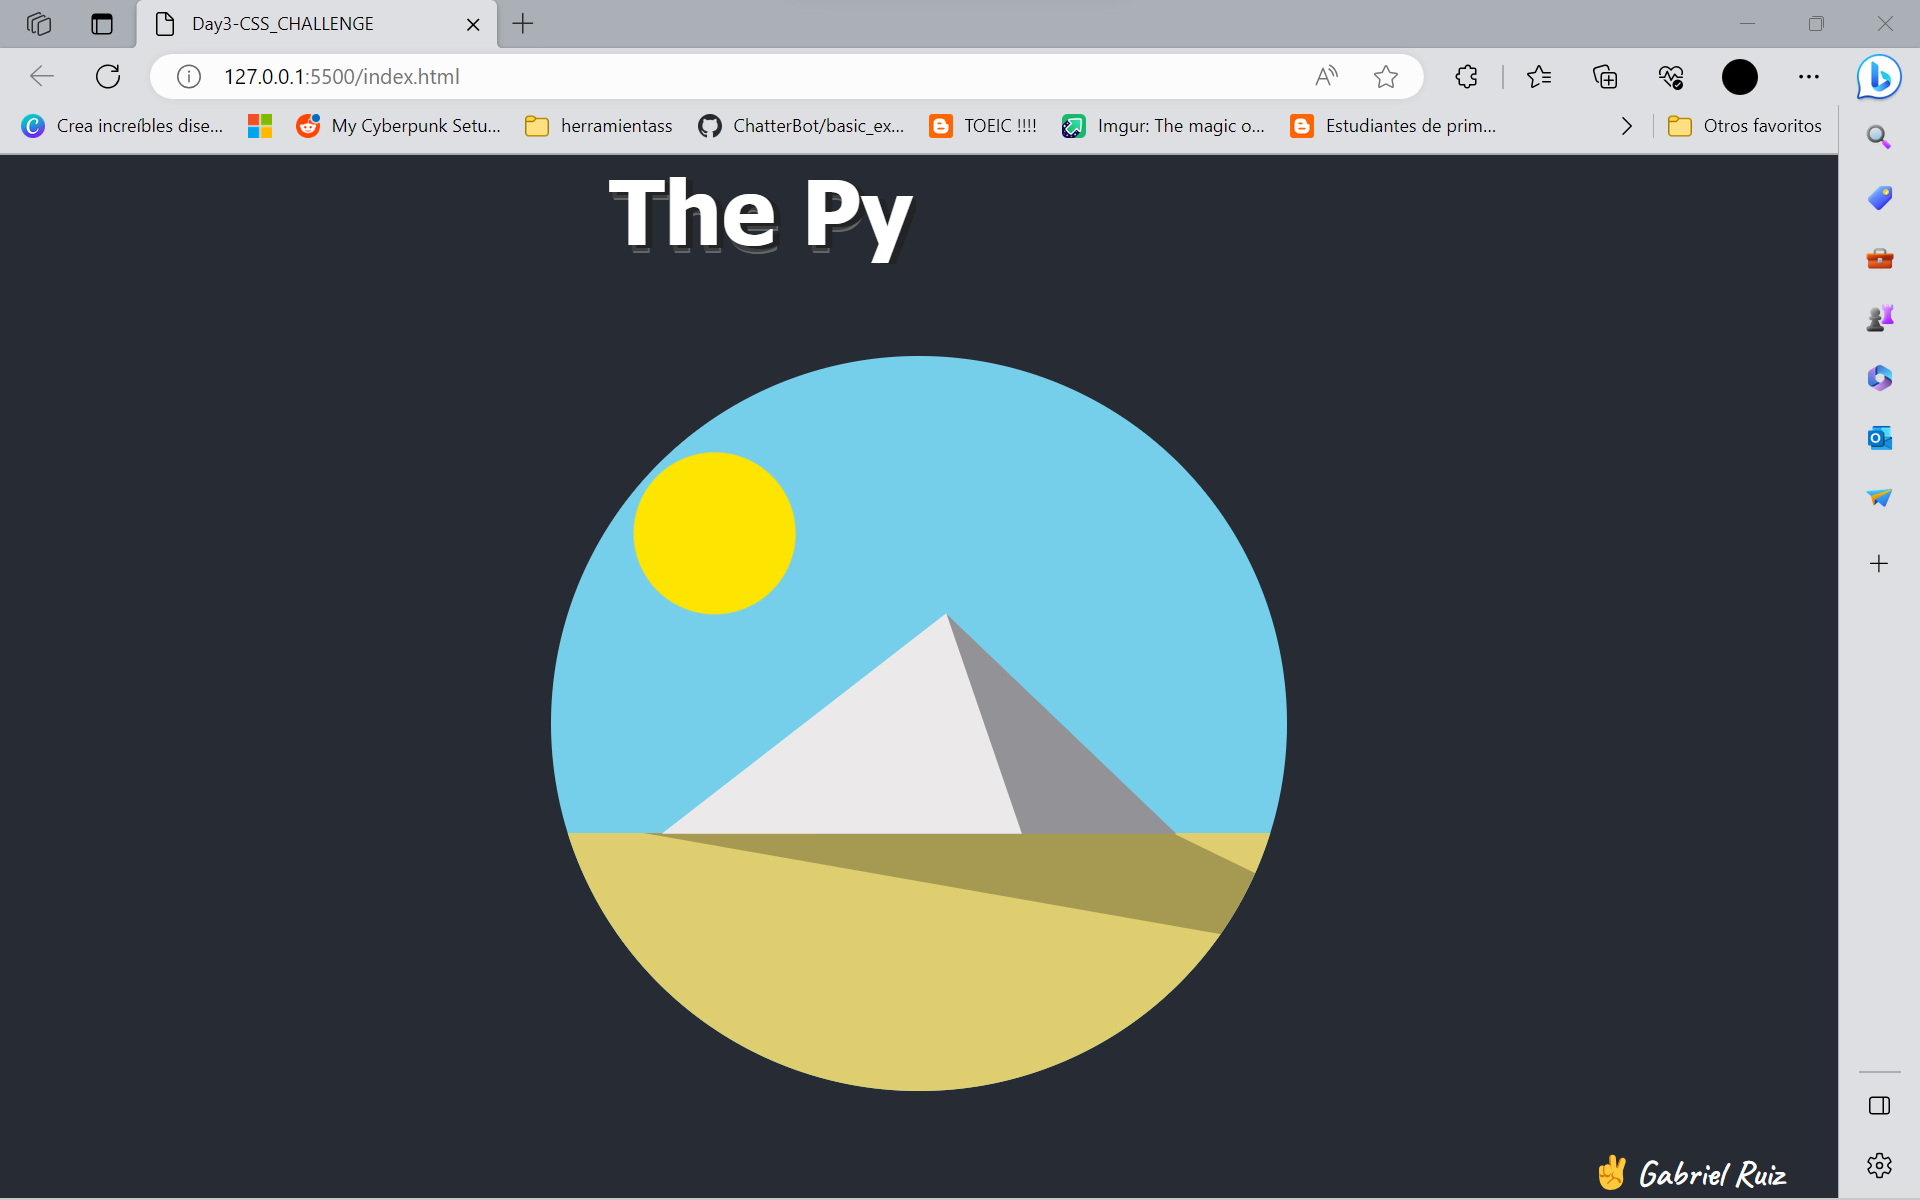 Day3-CSS_CHALLENGE
127.0.0.1:5500/index.html
Crea increíbles dise... My Cyberpunk Setu... herramientass ChatterBot/basic_ex... TOEIC !!!! Imgur: The magic o... Estudiantes de prim... Otros favoritos
The Py
✌ Gabriel Ruiz